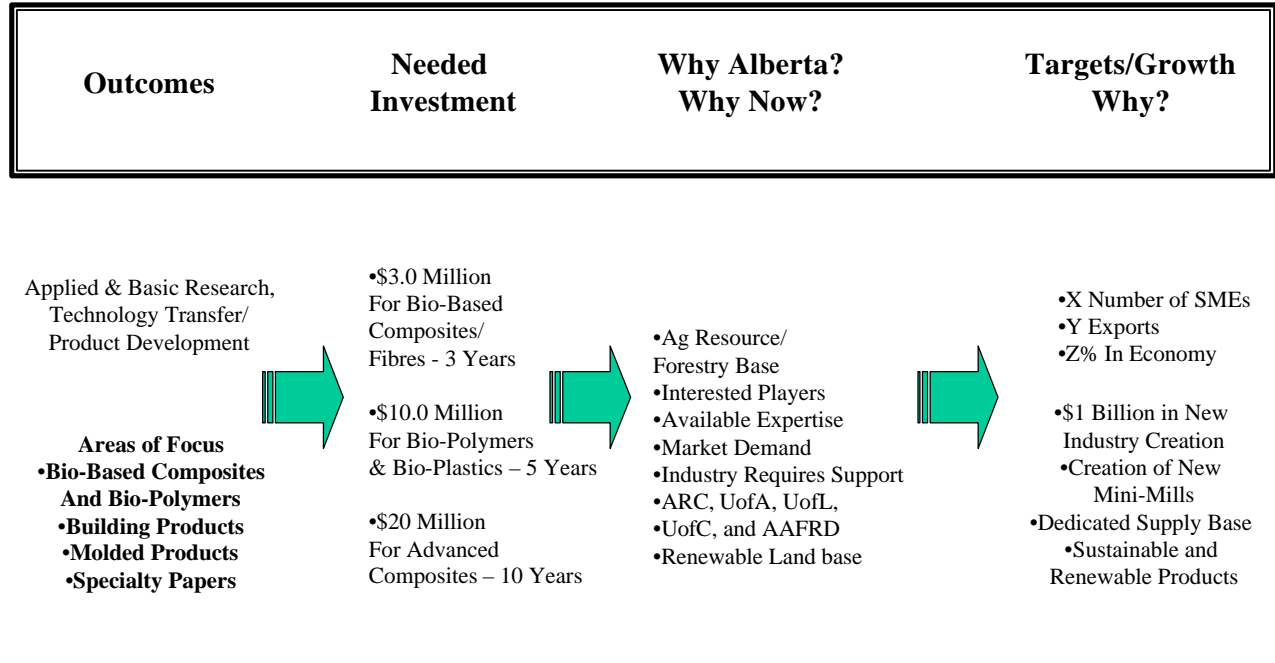 Outcomes
Needed
Investment
Why Alberta?
Why Now?
Targets/Growth
Why?
Applied & Basic Research,
Technology Transfer/
Product Development
Areas of Focus
•Bio-Based Composites
And Bio-Polymers
•Building Products
•Molded Products
•Specialty Papers
•$3.0 Million
For Bio-Based
Composites/
Fibres - 3 Years
•$10.0 Million
For Bio-Polymers
& Bio-Plastics – 5 Years
•$20 Million
For Advanced
Composites – 10 Years
•Ag Resource/
Forestry Base
•Interested Players
•Available Expertise
•Market Demand
•Industry Requires Support
•ARC, UofA, UofL,
•UofC, and AAFRD
•Renewable Land base
•X Number of SMEs
•Y Exports
•Z% In Economy
•$1 Billion in New
Industry Creation
•Creation of New
Mini-Mills
•Dedicated Supply Base
•Sustainable and
Renewable Products